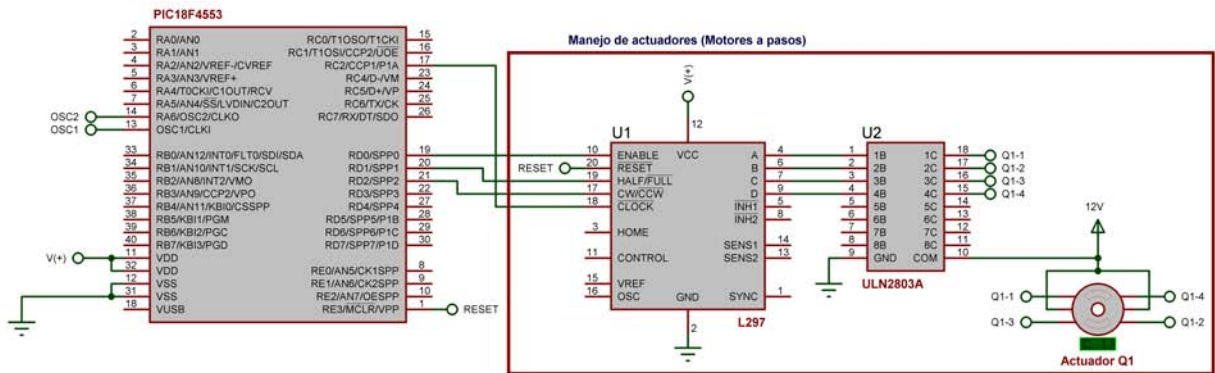 PIC18F4553
2 RA0/AN0 RC0/T1OSO/T1CKI 15
3 RA1/AN1 RC1/T1OSI/CCP2/UOE 16
4 RA2/AN2/VREF-/CVREF RC2/CCP1/P1A 17
5 RA3/AN3/VREF+ RC4/D-/VM 23
6 RA4/T0CKI/C1OUT/RCV RC5/D+/VP 24
7 RA5/AN4/SS/LVDIN/C2OUT RC6/TX/CK 25
OSC2 14 RA6/OSC2/CLKO RC7/RX/DT/SDO 26
OSC1 13 OSC1/CLKI
33 RB0/AN12/INT0/FLT0/SDI/SDA RD0/SPP0 19
34 RB1/AN10/INT1/SCK/SCL RD1/SPP1 20
35 RB2/AN8/INT2/VMO RD2/SPP2 21
36 RB3/AN9/CCP2/VPO RD3/SPP3 22
37 RB4/AN11/KBI0/CSSPP RD4/SPP4 27
38 RB5/KBI1/PGM RD5/SPP5/P1B 28
39 RB6/KBI2/PGC RD6/SPP6/P1C 29
40 RB7/KBI3/PGD RD7/SPP7/P1D 30
V(+) 11 VDD
32 VDD RE0/AN5/CK1SPP 8
12 VSS RE1/AN6/CK2SPP 9
31 VSS RE2/AN7/OESPP 10
18 VUSB RE3/MCLR/VPP 1 RESET
Manejo de actuadores (Motores a pasos)
V(+)
12
U1
VCC
10 ENABLE A 4
RESET 20 RESET B 6
19 HALF/FULL C 7
17 CW/CCW D 9
18 CLOCK INH1 5
INH2 8
3 HOME
SENS1 14
11 CONTROL SENS2 13
15 VREF
16 OSC GND SYNC 1
2
L297
U2
1 1B 1C 18 Q1-1
2 2B 2C 17 Q1-2
3 3B 3C 16 Q1-3
4 4B 4C 15 Q1-4
5 5B 5C 14
6 6B 6C 13
7 7B 7C 12
8 8B 8C 11
9 GND COM 10
ULN2803A
12V
Q1-1 Q1-4
Q1-3 Q1-2
Actuador Q1